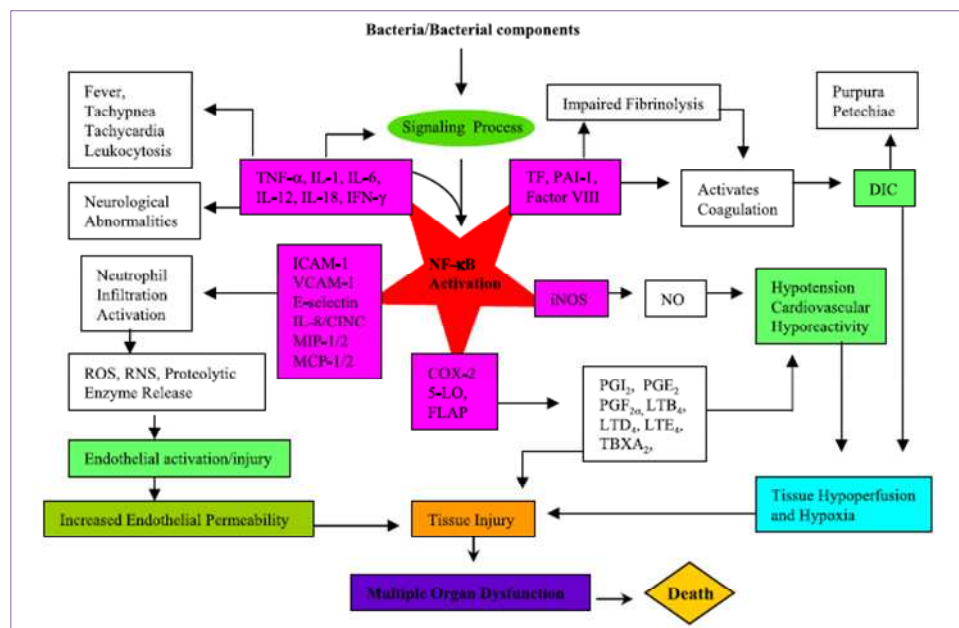 Bacteria/Bacterial components
Fever,
Tachypnea
Tachycardia
Leukocytosis
Signaling Process
Impaired Fibrinolysis
Purpura
Petechiae
TNF-α, IL-1, IL-6,
IL-12, IL-18, IFN-γ
TF, PAI-1,
Factor VIII
Activates
Coagulation
DIC
Neurological
Abnormalitics
NF-κB
Activation
Neutrophil
Infiltration
Activation
ICAM-1
VCAM-1
E-selectin
IL-8/CINC
MIP-1/2
MCP-1/2
iNOS
NO
Hypotension
Cardiovascular
Hyporeactivity
ROS, RNS, Proteolytic
Enzyme Release
COX-2
5-LO,
FLAP
PGI₂, PGE₂
PGF₂α, LTB₄,
LTD₄, LTE₄,
TBXA₂,
Endothelial activation/injury
Increased Endothelial Permeability
Tissue Injury
Tissue Hypoperfusion
and Hypoxia
Multiple Organ Dysfunction
Death